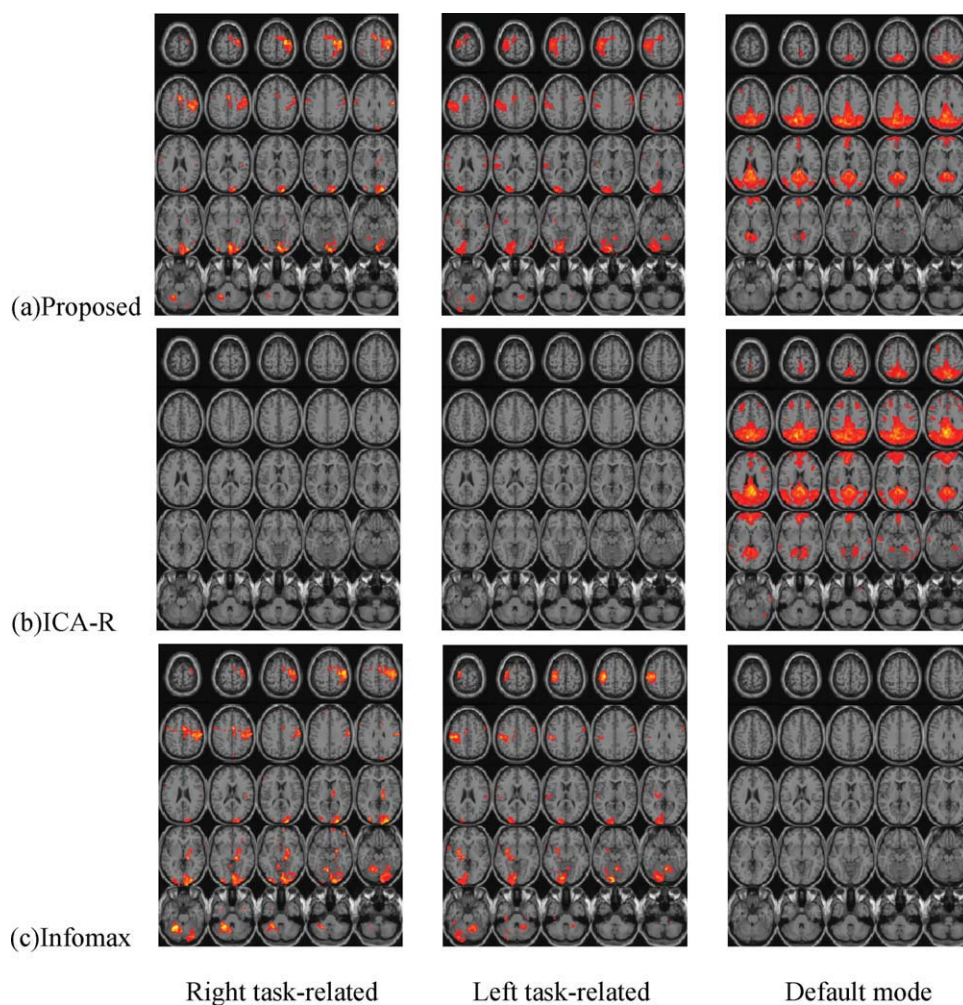 (a)Proposed
(b)ICA-R
(c)Infomax
Right task-related
Left task-related
Default mode